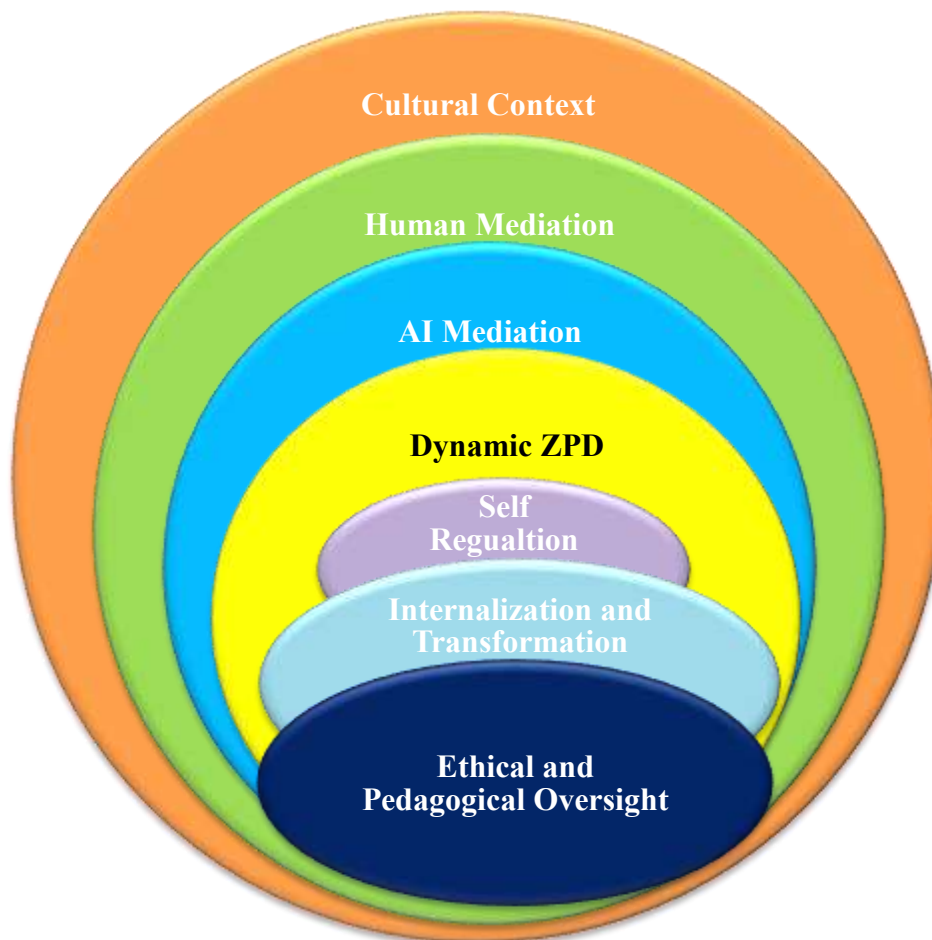 Cultural Context
Human Mediation
AI Mediation
Dynamic ZPD
Self
Regualtion
Internalization and
Transformation
Ethical and
Pedagogical Oversight